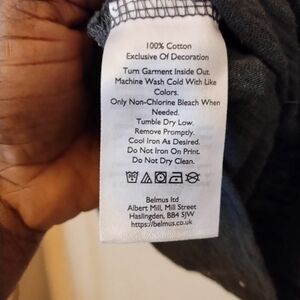 100% Cotton
Exclusive Of Decoration
Turn Garment Inside Out.
Machine Wash Cold With Like
Colors.
Only Non-Chlorine Bleach When
Needed.
Tumble Dry Low.
Remove Promptly.
Cool Iron As Desired.
Do Not Iron On Print.
Do Not Dry Clean.
Belmus ltd
Albert Mill, Mill Street
Haslingden, BB4 5JW
https://belmus.co.uk